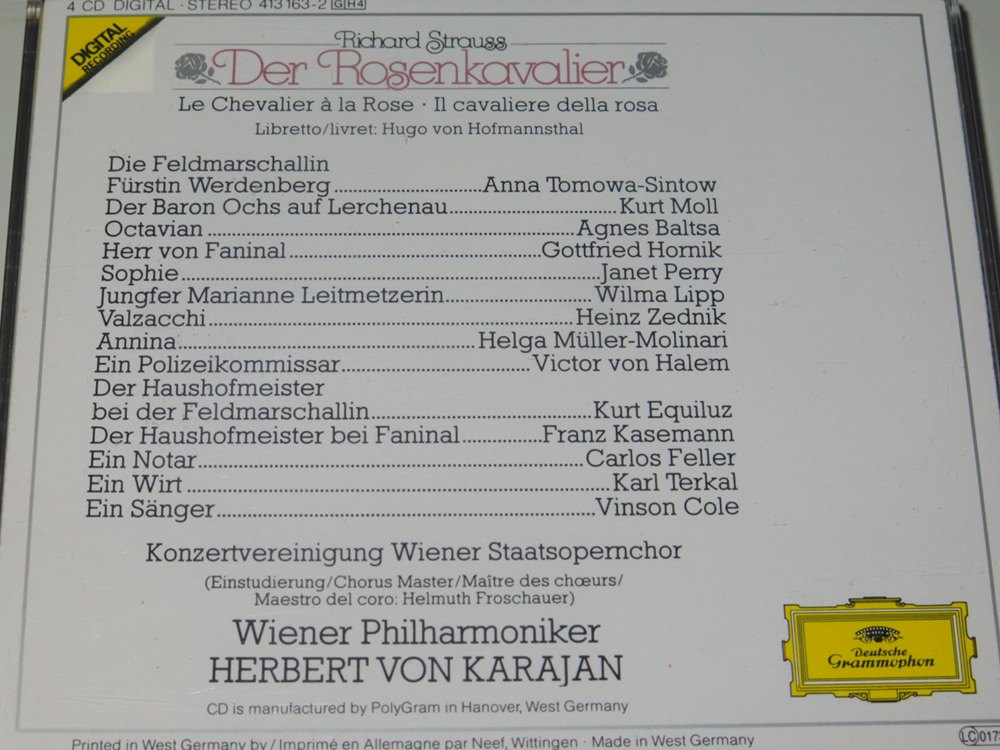 4 CD DIGITAL · STEREO 413 163-2 G H4
DIGITAL
RECORDING
Richard Strauss
Der Rosenkavalier
Le Chevalier à la Rose · Il cavaliere della rosa
Libretto/livret: Hugo von Hofmannsthal
Die Feldmarschallin
Fürstin Werdenberg ........................ Anna Tomowa-Sintow
Der Baron Ochs auf Lerchenau ........................ Kurt Moll
Octavian ........................ Agnes Baltsa
Herr von Faninal ........................ Gottfried Hornik
Sophie ........................ Janet Perry
Jungfer Marianne Leitmetzerin ........................ Wilma Lipp
Valzacchi ........................ Heinz Zednik
Annina ........................ Helga Müller-Molinari
Ein Polizeikommissar ........................ Victor von Halem
Der Haushofmeister
bei der Feldmarschallin ........................ Kurt Equiluz
Der Haushofmeister bei Faninal ............ Franz Kasemann
Ein Notar ........................ Carlos Feller
Ein Wirt ........................ Karl Terkal
Ein Sänger ........................ Vinson Cole
Konzertvereinigung Wiener Staatsopernchor
(Einstudierung/Chorus Master/Maître des chœurs/
Maestro del coro: Helmuth Froschauer)
Wiener Philharmoniker
HERBERT VON KARAJAN
Deutsche
Grammophon
CD is manufactured by PolyGram in Hanover, West Germany
Printed in West Germany by / Imprimé en Allemagne par Neef, Wittingen · Made in West Germany
LC 017